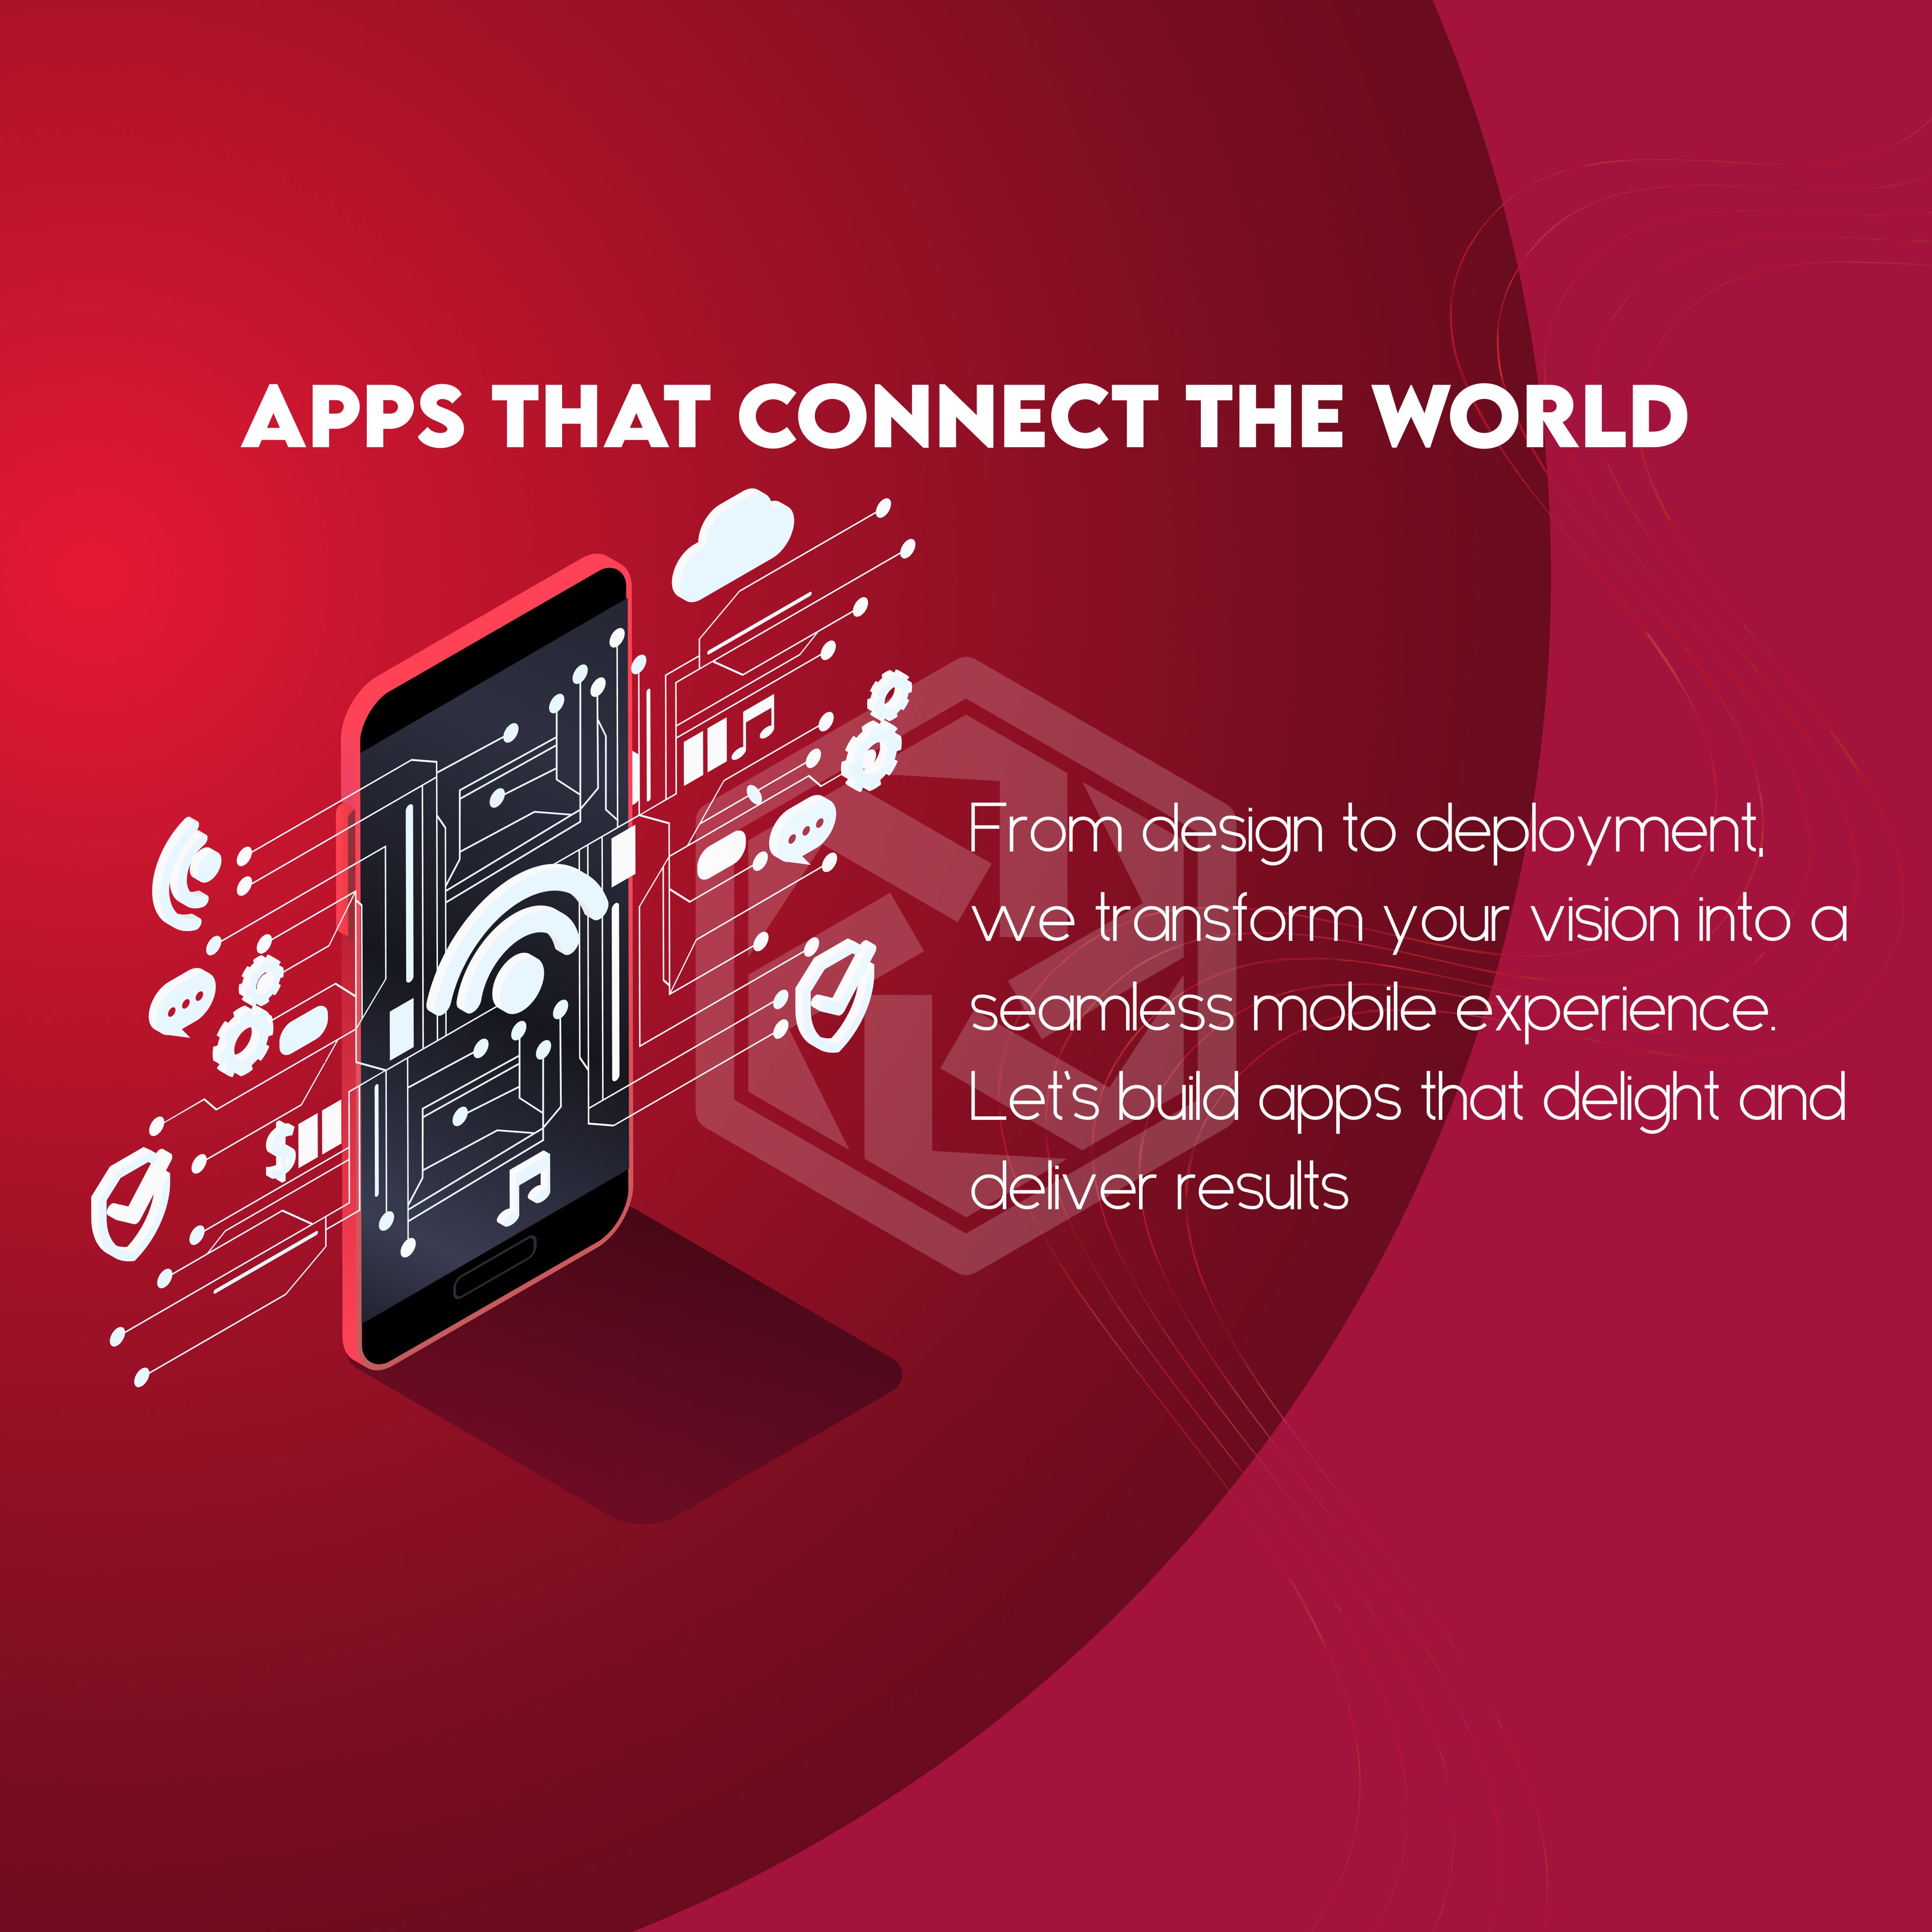 APPS THAT CONNECT THE WORLD
From design to deployment,
we transform your vision into a
seamless mobile experience.
Let's build apps that delight and
deliver results
$